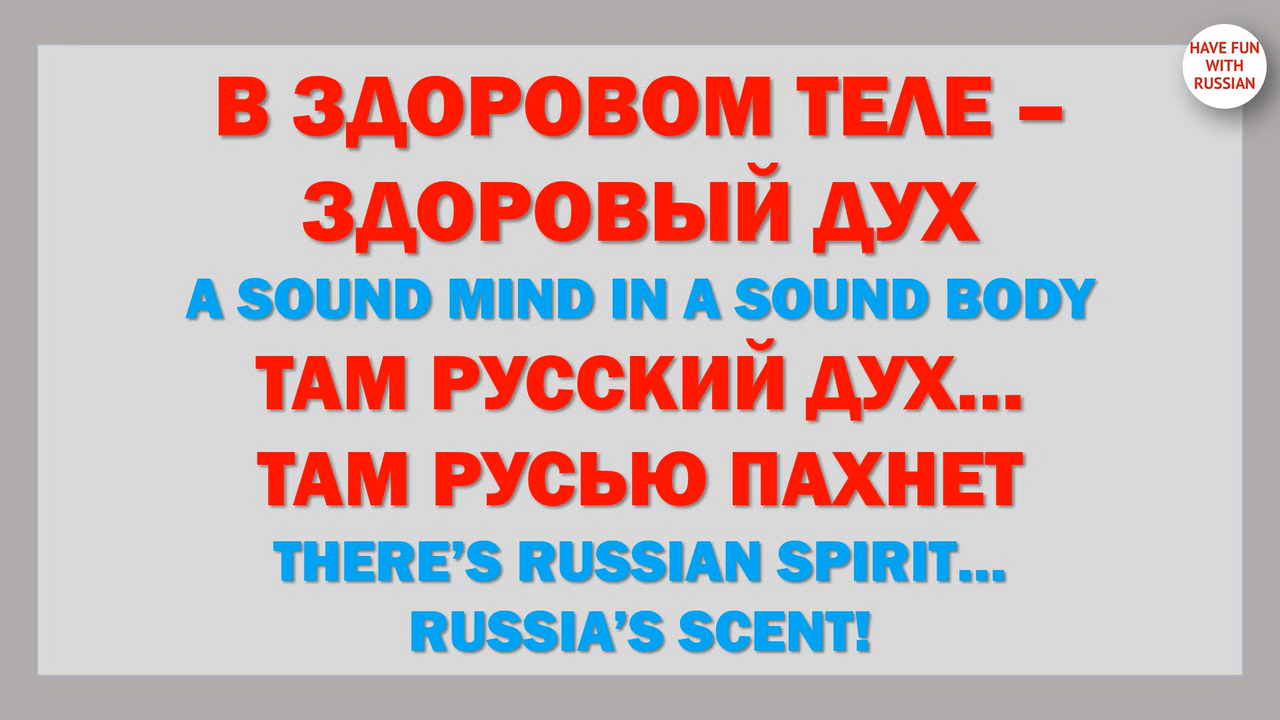 HAVE FUN
WITH
RUSSIAN
В ЗДОРОВОМ ТЕЛЕ –
ЗДОРОВЫЙ ДУХ
A SOUND MIND IN A SOUND BODY
ТАМ РУССКИЙ ДУХ...
ТАМ РУСЬЮ ПАХНЕТ
THERE’S RUSSIAN SPIRIT...
RUSSIA’S SCENT!